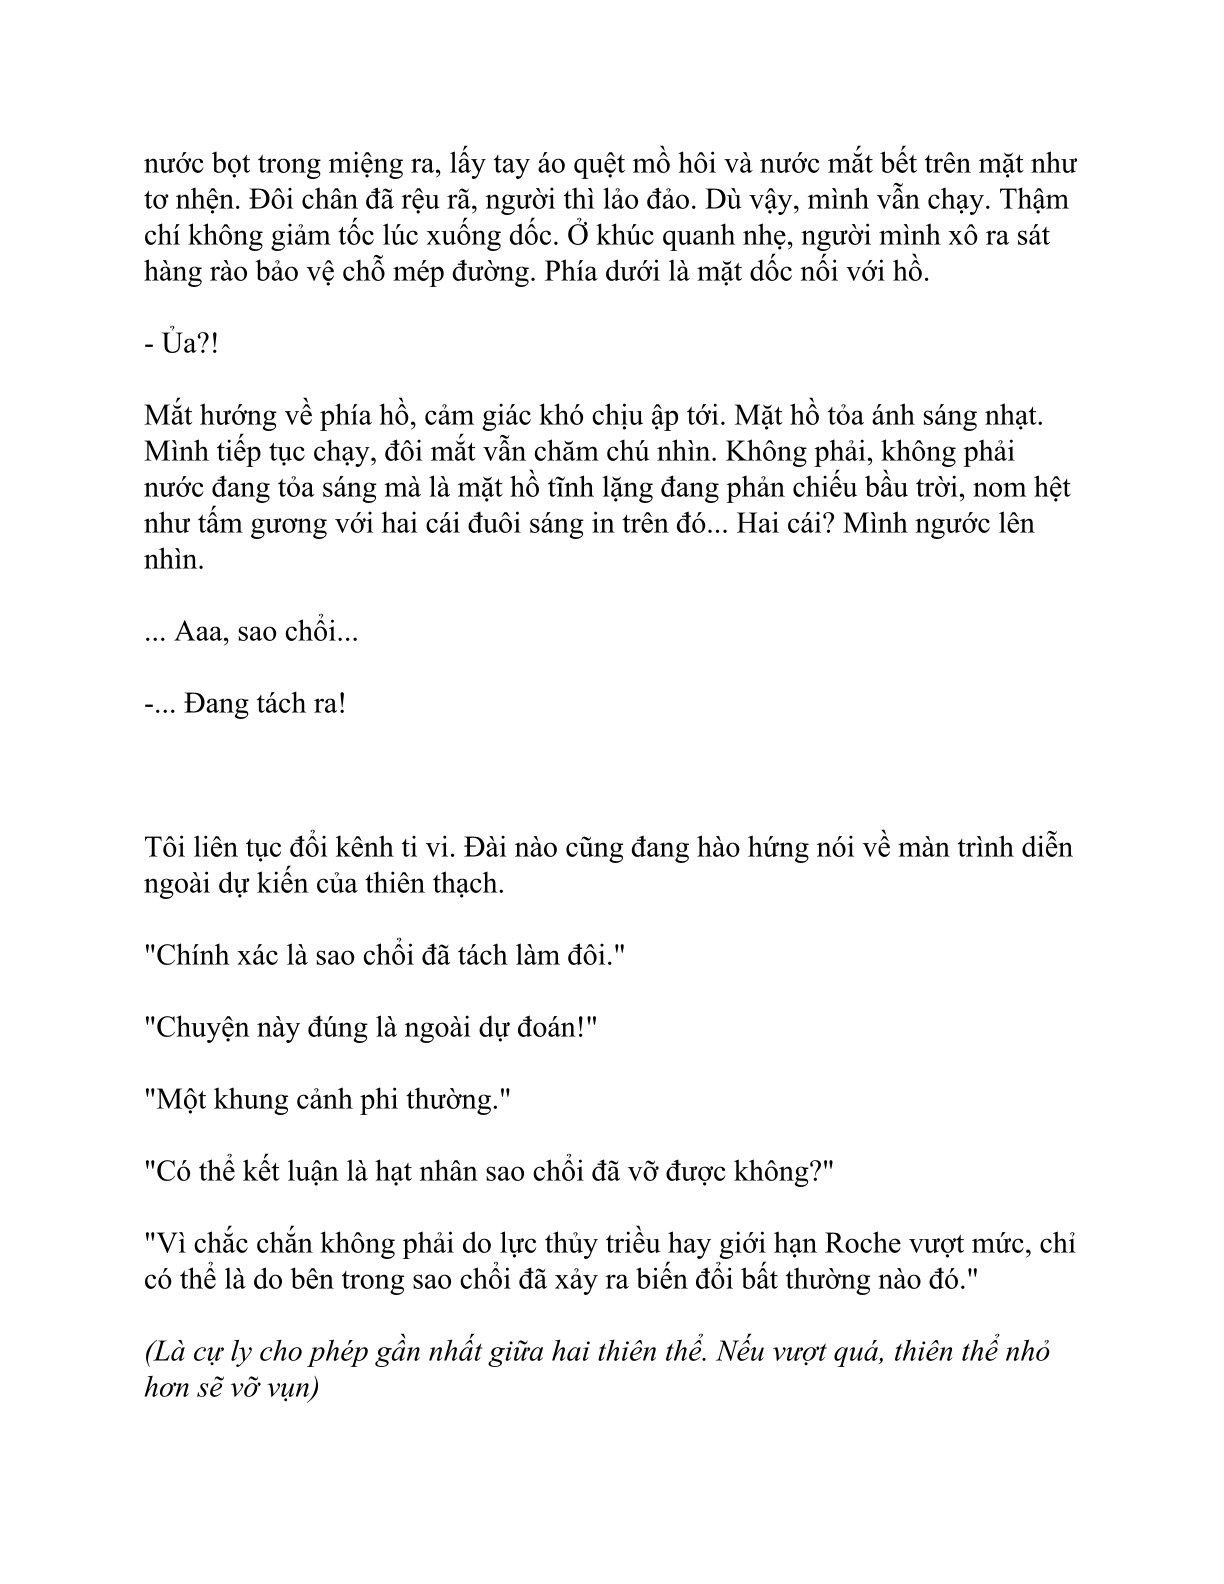 nước bọt trong miệng ra, lấy tay áo quệt mồ hôi và nước mắt bết trên mặt như
tơ nhện. Đôi chân đã rệu rã, người thì lảo đảo. Dù vậy, mình vẫn chạy. Thậm
chí không giảm tốc lúc xuống dốc. Ở khúc quanh nhẹ, người mình xô ra sát
hàng rào bảo vệ chỗ mép đường. Phía dưới là mặt dốc nối với hồ.
- Ủa?!
Mắt hướng về phía hồ, cảm giác khó chịu ập tới. Mặt hồ tỏa ánh sáng nhạt.
Mình tiếp tục chạy, đôi mắt vẫn chăm chú nhìn. Không phải, không phải
nước đang tỏa sáng mà là mặt hồ tĩnh lặng đang phản chiếu bầu trời, nom hệt
như tấm gương với hai cái đuôi sáng in trên đó... Hai cái? Mình ngước lên
nhìn.
... Aaa, sao chổi...
-... Đang tách ra!
Tôi liên tục đổi kênh ti vi. Đài nào cũng đang hào hứng nói về màn trình diễn
ngoài dự kiến của thiên thạch.
"Chính xác là sao chổi đã tách làm đôi."
"Chuyện này đúng là ngoài dự đoán!"
"Một khung cảnh phi thường."
"Có thể kết luận là hạt nhân sao chổi đã vỡ được không?"
"Vì chắc chắn không phải do lực thủy triều hay giới hạn Roche vượt mức, chỉ
có thể là do bên trong sao chổi đã xảy ra biến đổi bất thường nào đó."
(Là cự ly cho phép gần nhất giữa hai thiên thể. Nếu vượt quá, thiên thể nhỏ
hơn sẽ vỡ vụn)